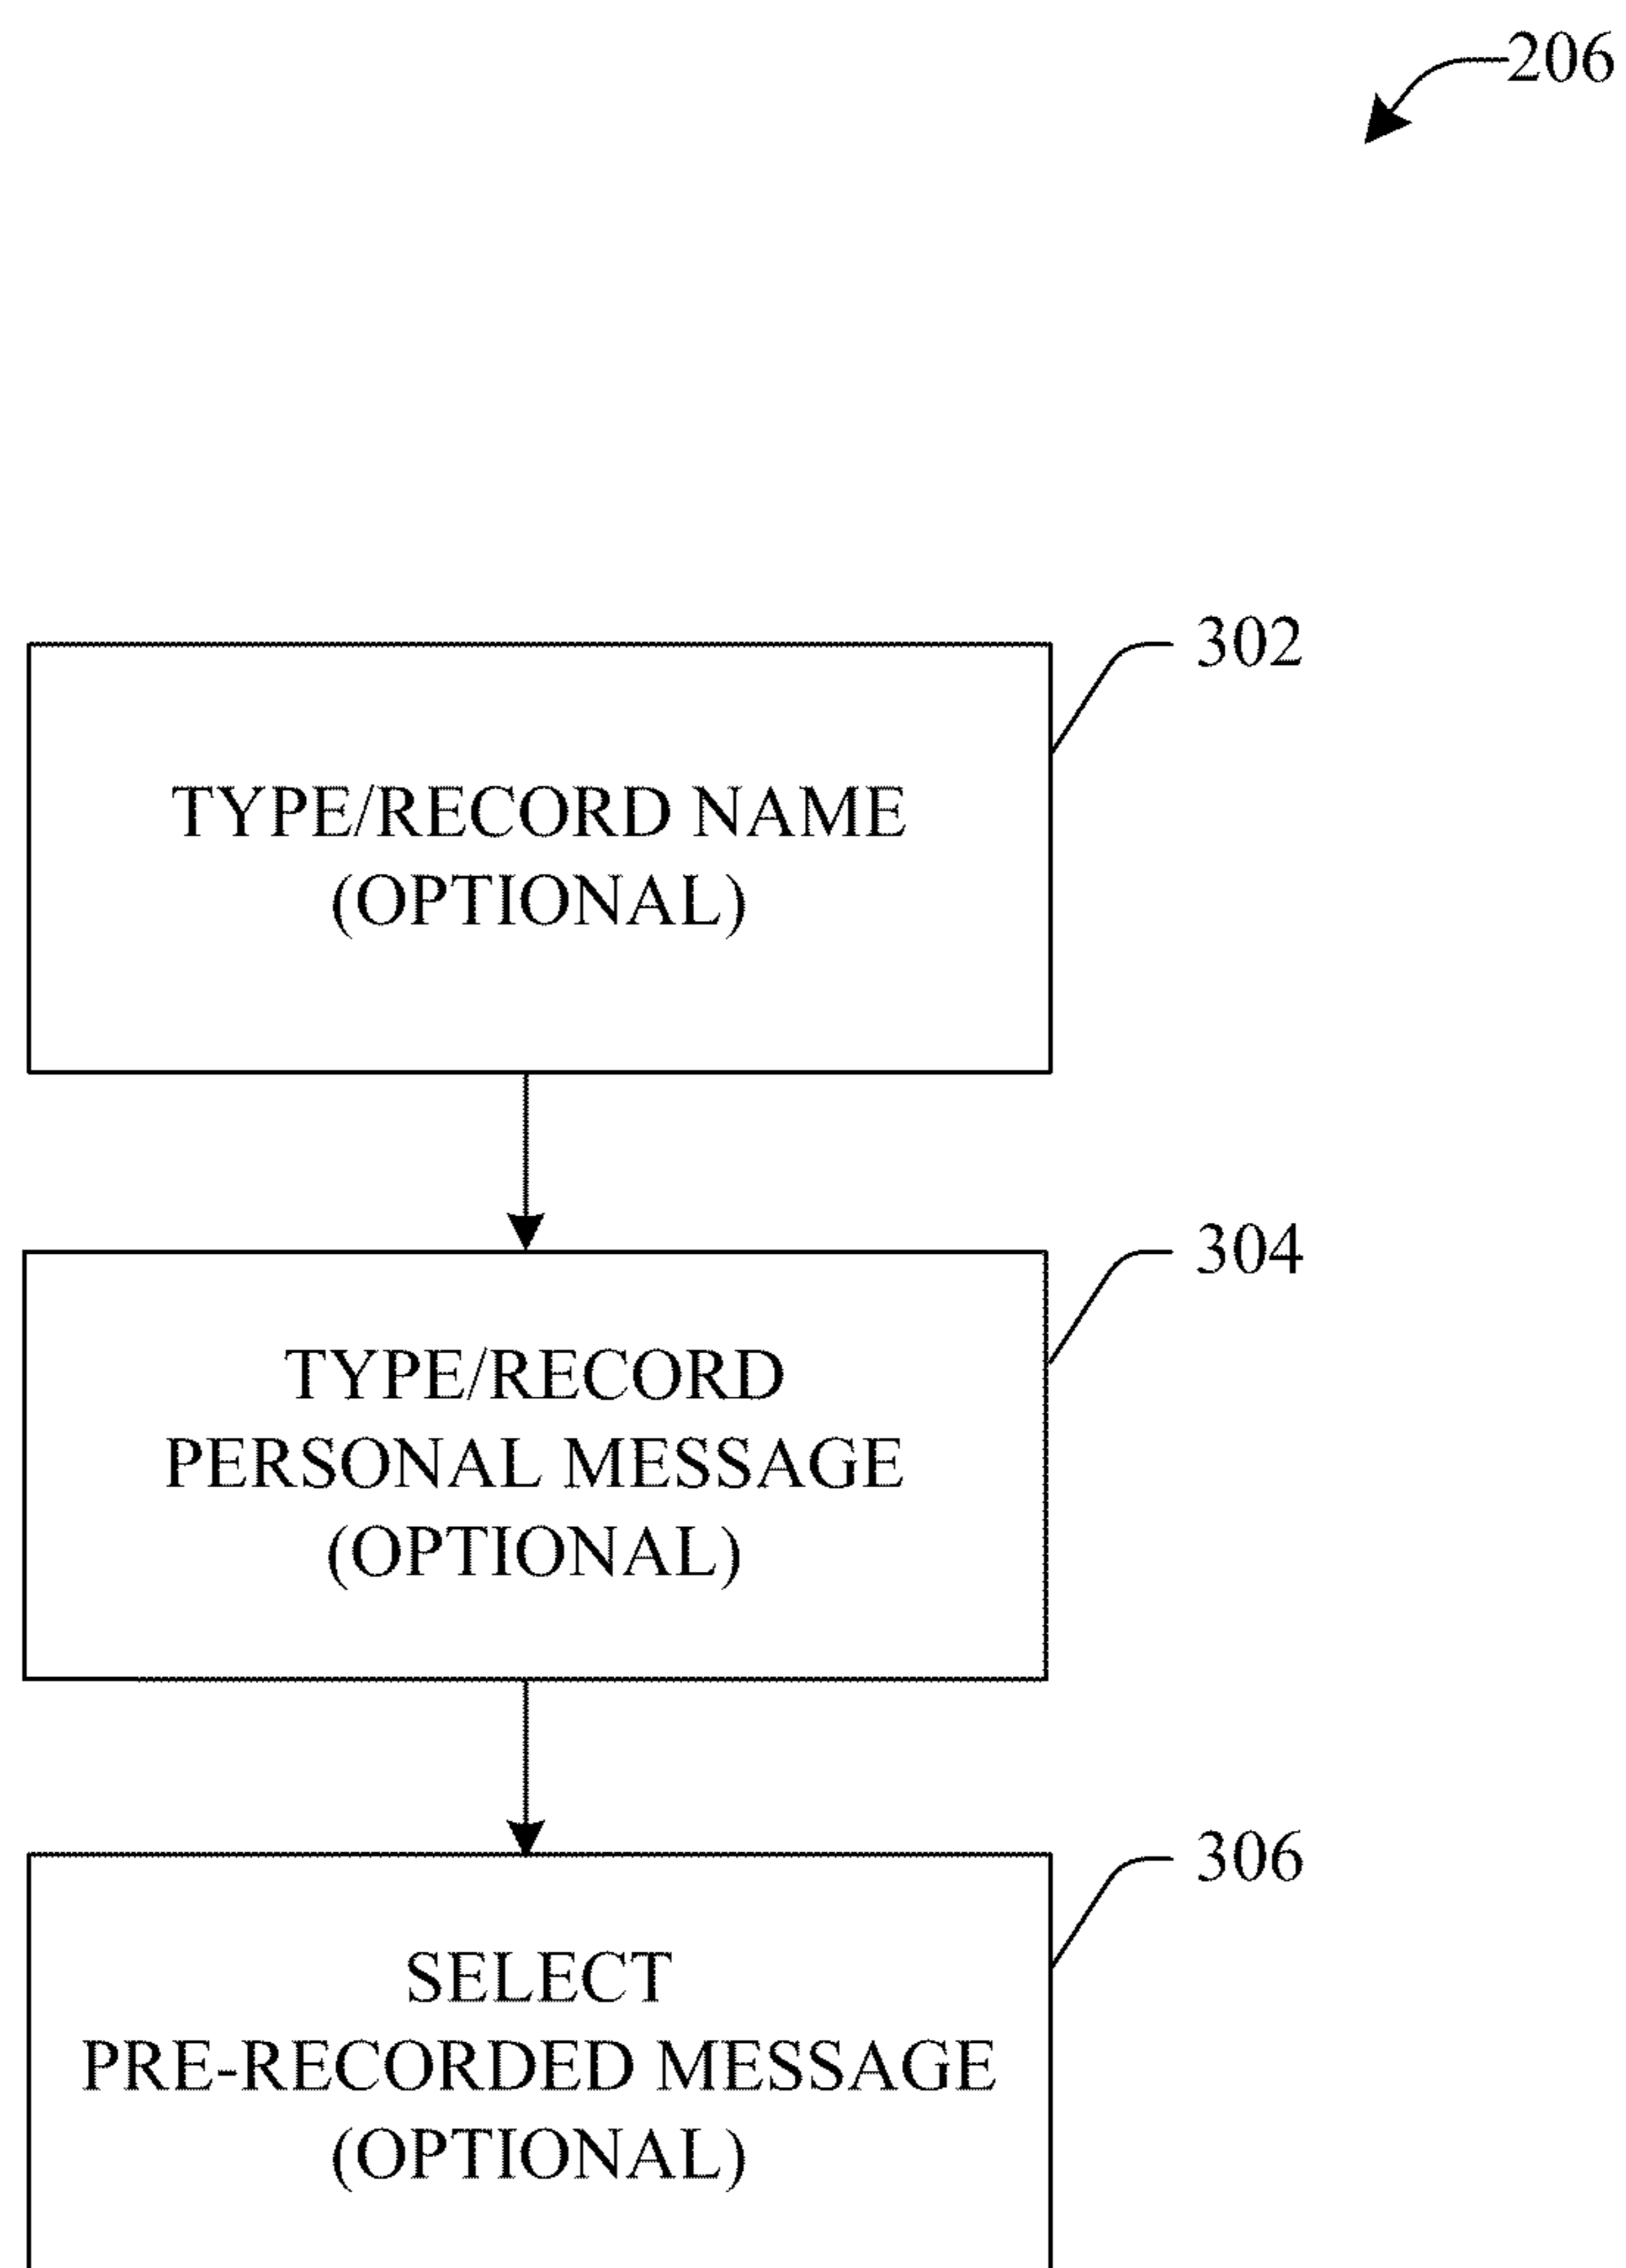 206
302
TYPE/RECORD NAME
(OPTIONAL)
304
TYPE/RECORD
PERSONAL MESSAGE
(OPTIONAL)
306
SELECT
PRE-RECORDED MESSAGE
(OPTIONAL)